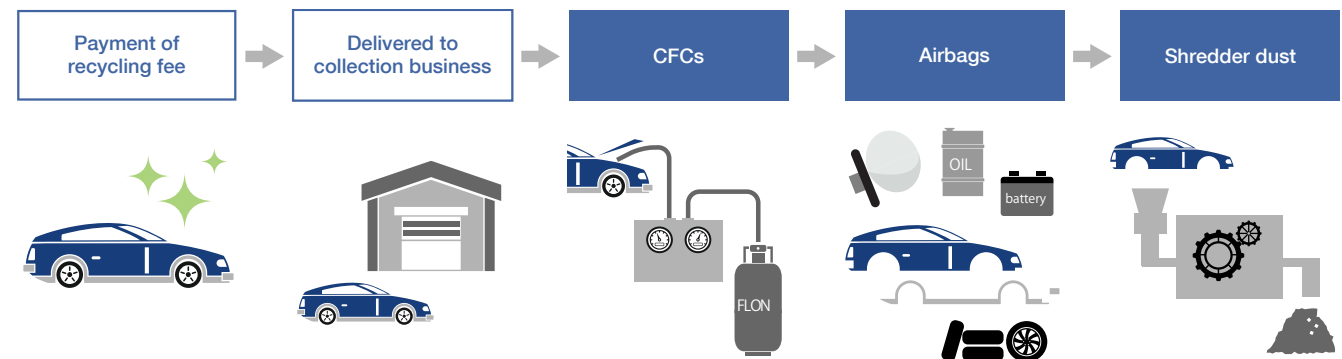 Payment of
recycling fee
Delivered to
collection business
CFCs
Airbags
Shredder dust
OIL
battery
FLON